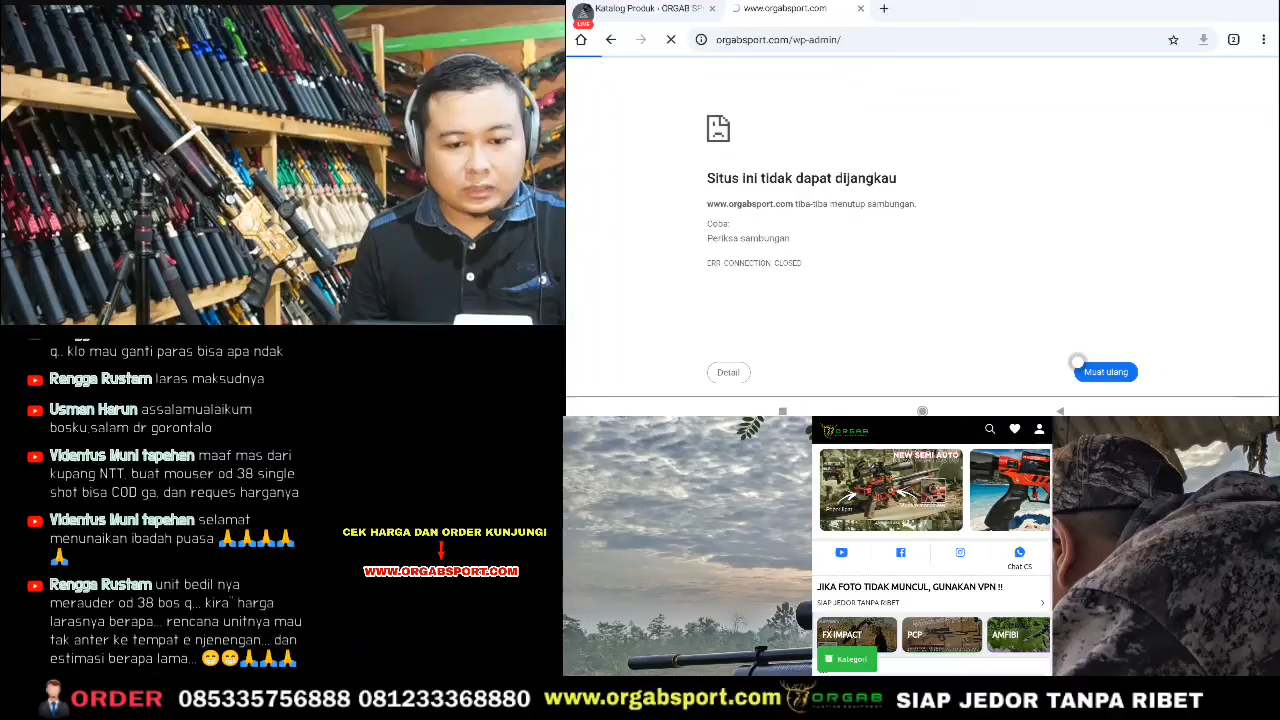 LIVE
Katalog Produk › ORGAB SP
www.orgabsport.com
orgabsport.com/wp-admin/
2
Situs ini tidak dapat dijangkau
www.orgabsport.com tiba-tiba menutup sambungan.
Coba:
Periksa sambungan
ERR_CONNECTION_CLOSED
Detail
Muat ulang
q.. klo mau ganti paras bisa apa ndak
Rengga Rustam laras maksudnya
Usman Harun assalamualaikum
bosku,salam dr gorontalo
Videntus Muni tapehen maaf mas dari
kupang NTT, buat mouser od 38 single
shot bisa COD ga, dan reques harganya
Videntus Muni tapehen selamat
menunaikan ibadah puasa 🙏🙏🙏🙏
🙏
Rengga Rustam unit bedil nya
merauder od 38 bos q... kira" harga
larasnya berapa... rencana unitnya mau
tak anter ke tempat e njenengan... dan
estimasi berapa lama... 😁😁🙏🙏🙏
CEK HARGA DAN ORDER KUNJUNGI
WWW.ORGABSPORT.COM
ORGAB
NEW SEMI AUTO
Chat CS
JIKA FOTO TIDAK MUNCUL, GUNAKAN VPN !!
SIAP JEDOR TANPA RIBET
FX IMPACT
PCP
AMFIBI
Kategori
ORDER 085335756888 081233368880 www.orgabsport.com ORGAB SIAP JEDOR TANPA RIBET